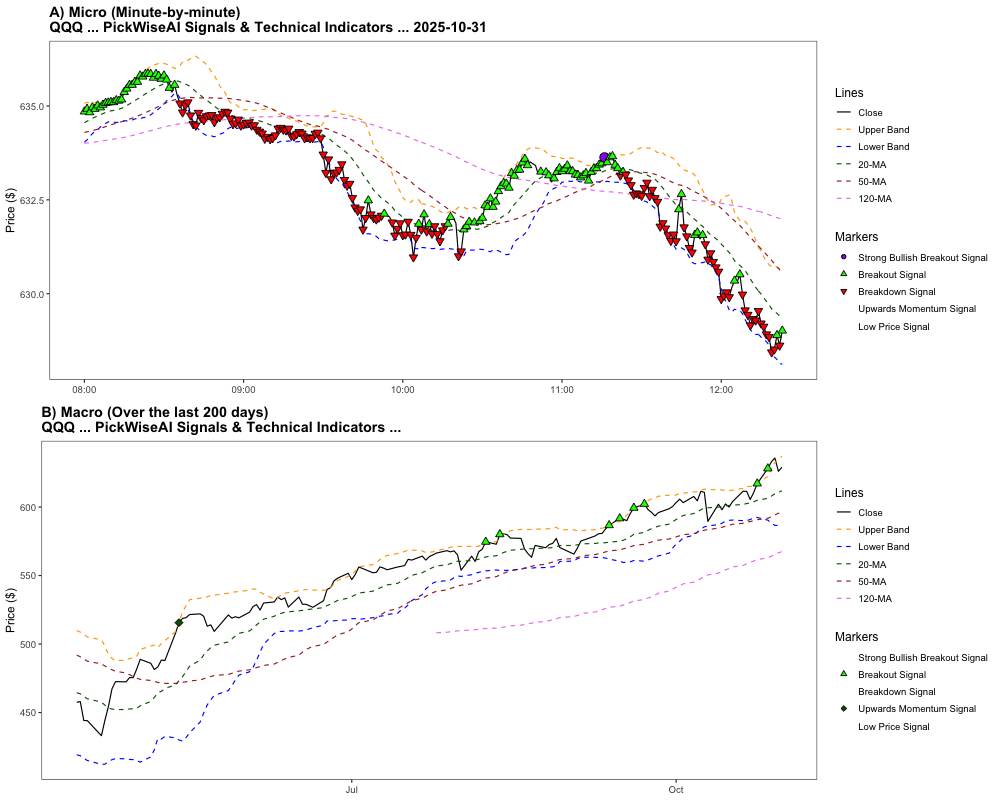 A) Micro (Minute-by-minute)
QQQ ... PickWiseAI Signals & Technical Indicators ... 2025-10-31
Price ($)
635.0
632.5
630.0
08:00
09:00
10:00
11:00
12:00
Lines
Close
Upper Band
Lower Band
20-MA
50-MA
120-MA
Markers
Strong Bullish Breakout Signal
Breakout Signal
Breakdown Signal
Upwards Momentum Signal
Low Price Signal
B) Macro (Over the last 200 days)
QQQ ... PickWiseAI Signals & Technical Indicators ...
Price ($)
600
550
500
450
Jul
Oct
Lines
Close
Upper Band
Lower Band
20-MA
50-MA
120-MA
Markers
Strong Bullish Breakout Signal
Breakout Signal
Breakdown Signal
Upwards Momentum Signal
Low Price Signal